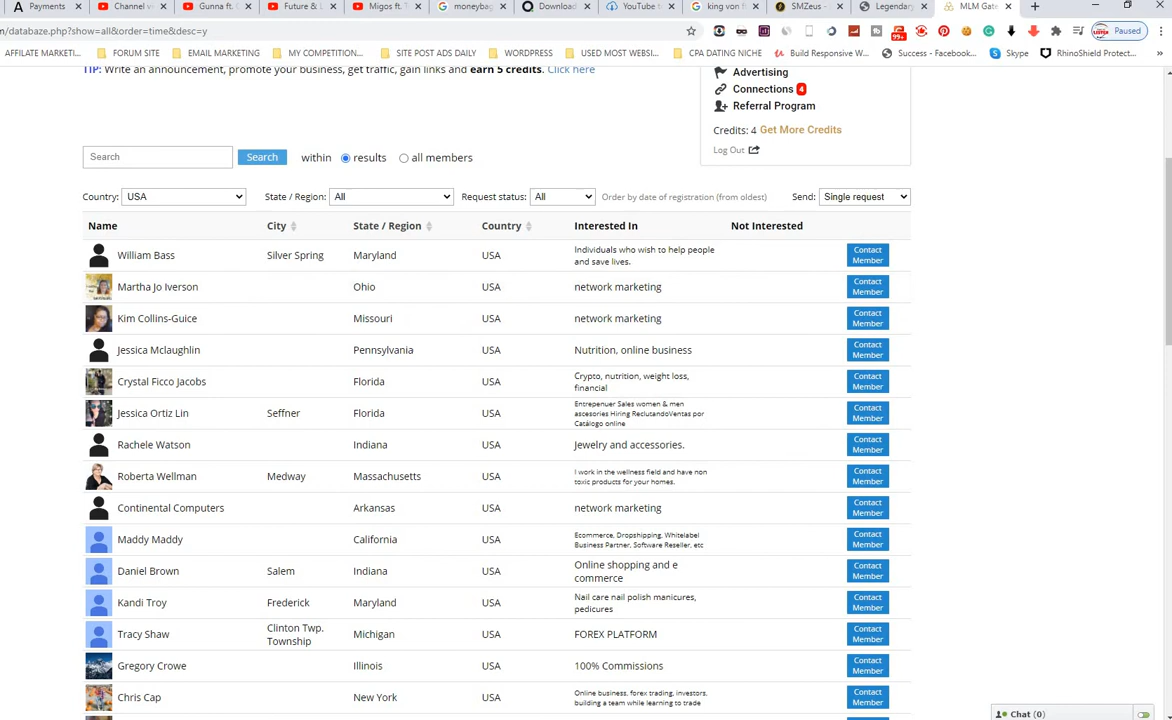 Payments
Channel v
Gunna ft.
Future & L
Migos ft.
moneybag
Download
YouTube t
king von f
SMZeus -
Legendary
MLM Gate
n/databaze.php?show=all&order=time&desc=y
99+
Paused
AFFILIATE MARKETI...
FORUM SITE
EMAIL MARKETING
MY COMPETITION...
SITE POST ADS DAILY
WORDPRESS
USED MOST WEBSI...
CPA DATING NICHE
Build Responsive W...
Success - Faceboo...
Skype
RhinoShield Protect...
TIP: Write an announcement, promote your business, get traffic, gain links and earn 5 credits. Click here
Advertising
Connections 4
Referral Program
Credits: 4 Get More Credits
Log Out
Search Search within results all members
Country: USA State / Region: All Request status: All Order by date of registration (from oldest) Send: Single request
Name City State / Region Country Interested In Not Interested
William Bass Silver Spring Maryland USA Individuals who wish to help people
and save lives.
Contact
Member
Martha Jo Iverson Ohio USA network marketing
Contact
Member
Kim Collins-Guice Missouri USA network marketing
Contact
Member
Jessica Mclaughlin Pennsylvania USA Nutrition, online business
Contact
Member
Crystal Ficco Jacobs Florida USA Crypto, nutrition, weight loss,
financial
Contact
Member
Jessica Ortiz Lin Seffner Florida USA Entrepenuer Sales women & men
ascesories Hiring ReclutandoVentas por
Catálogo online
Contact
Member
Rachele Watson Indiana USA Jewelry and accessories.
Contact
Member
Roberta Wellman Medway Massachusetts USA I work in the wellness field and have non
toxic products for your homes.
Contact
Member
Continental Computers Arkansas USA network marketing
Contact
Member
Maddy Maddy California USA Ecommerce, Dropshipping, Whitelabel
Business Partner, Software Reseller, etc
Contact
Member
Daniel Brown Salem Indiana USA Online shopping and e
commerce
Contact
Member
Kandi Troy Frederick Maryland USA Nail care nail polish manicures,
pedicures
Contact
Member
Tracy Shaw Clinton Twp.
Township
Michigan USA FOREX PLATFORM
Contact
Member
Gregory Crowe Illinois USA 100% Commissions
Contact
Member
Chris Cap New York USA Online business, forex trading, investors.
building a team while learning to trade
Contact
Member
Chat (0)